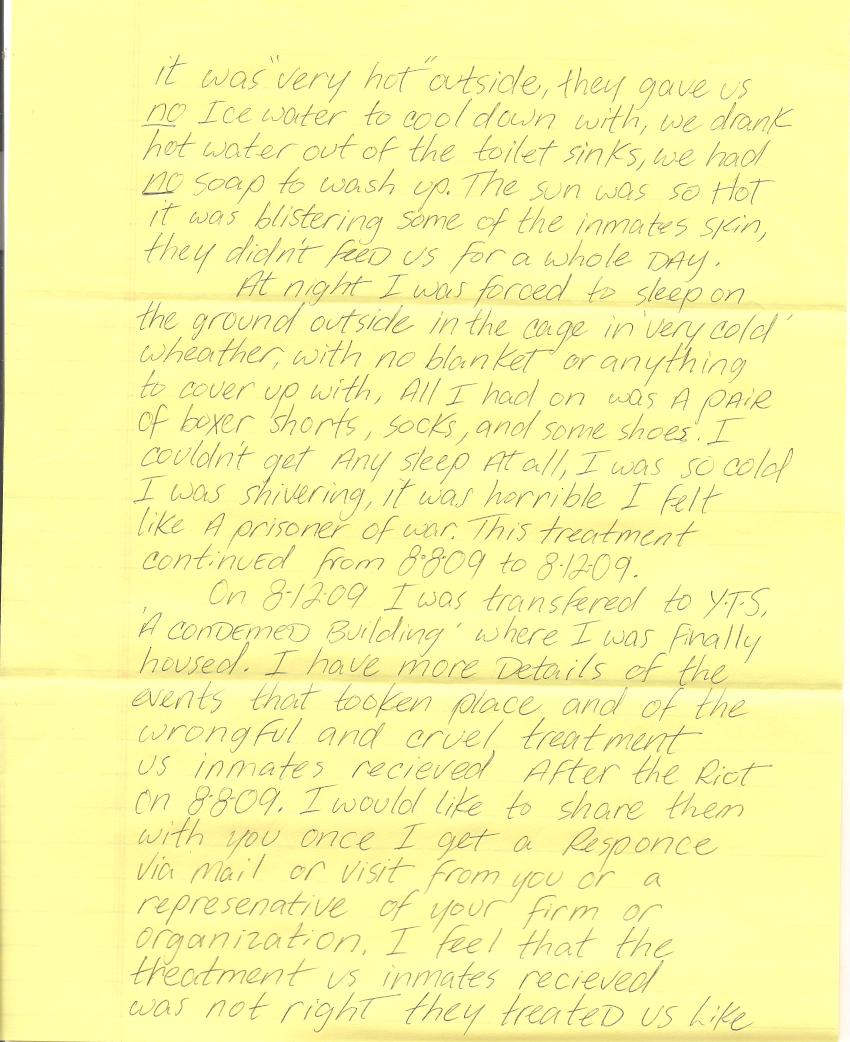 it was "very hot" outside, they gave us
no Ice water to cool down with, we drank
hot water out of the toilet sinks, we had
no soap to wash up. The sun was so Hot
it was blistering some of the inmates skin,
they didn't feed us for a whole DAY.
At night I was forced to sleep on
the ground outside in the cage in 'very cold'
wheather, with no blanket or anything
to cover up with, All I had on was A pAiR
of boxer shorts, socks, and some shoes. I
couldn't get Any sleep At all, I was so cold
I was shivering, it was horrible I felt
like A prisoner of war. This treatment
continuED from 8-8-09 to 8-12-09.
On 8-12-09 I was transfered to Y.T.S,
'A conDEMED Building' where I was finally
housed. I have more Details of the
events that tooken place and of the
wrongful and cruel treatment
us inmates recieved After the Riot
on 8-8-09. I would like to share them
with you once I get a Responce
via mail or visit from you or a
represenative of your firm or
organization. I feel that the
treatment us inmates recieved
was not right they treateD us like